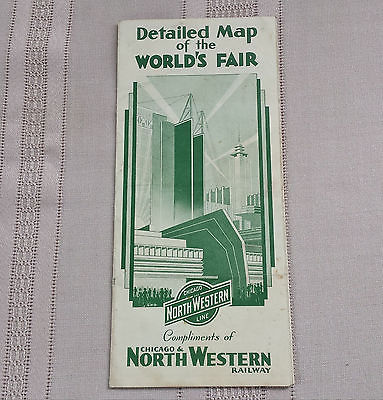 Detailed Map
of the
WORLD'S FAIR
CHICAGO
NORTH WESTERN
LINE
Compliments of
CHICAGO &
NORTH WESTERN
RAILWAY